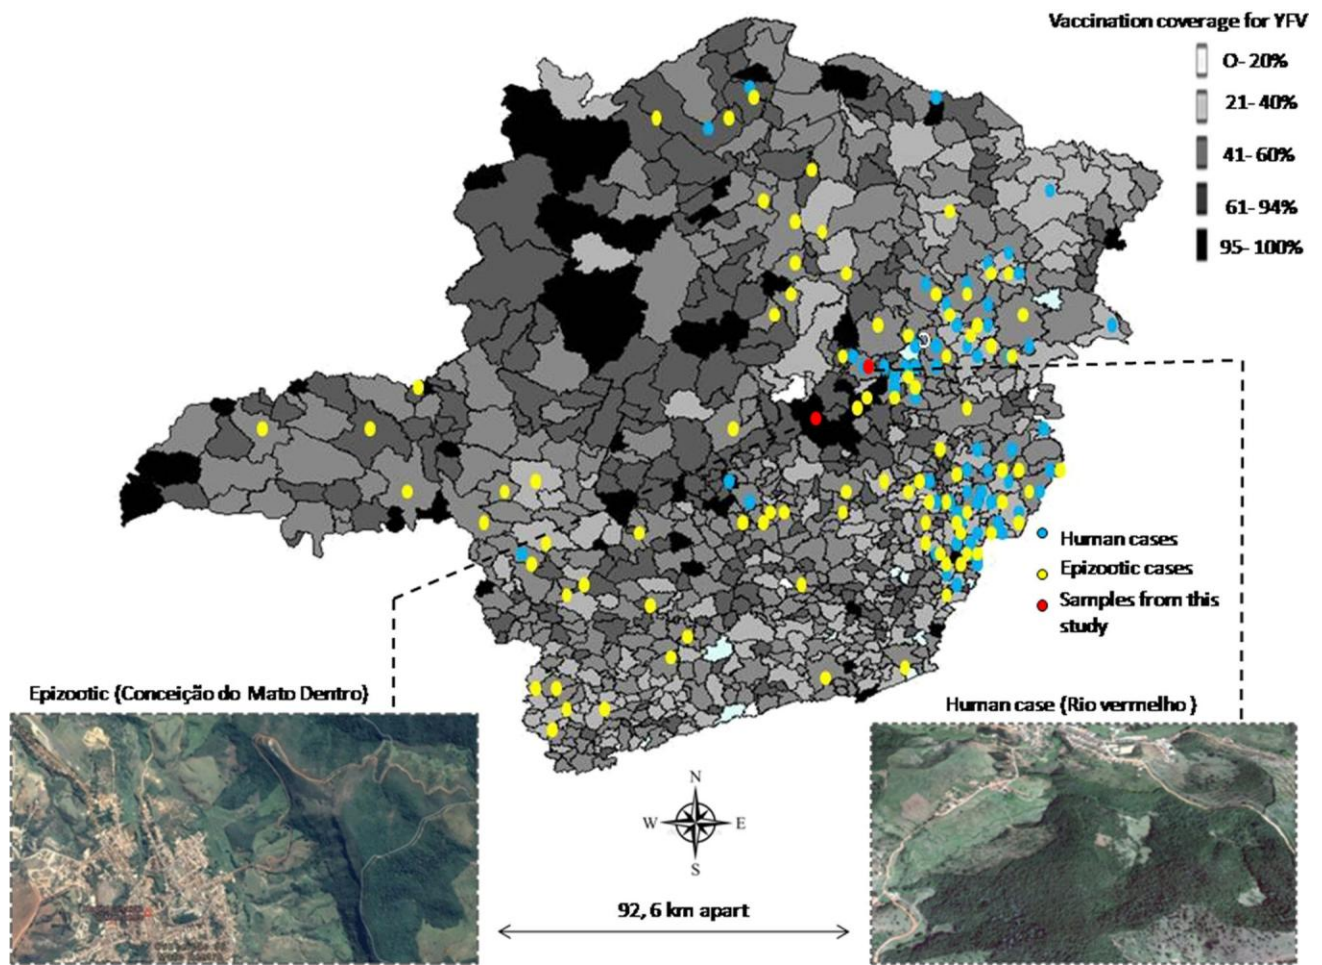 Vaccination coverage for YFV
O- 20%
21- 40%
41- 60%
61- 94%
95- 100%
Human cases
Epizootic cases
Samples from this
study
Epizootic (Conceição do Mato Dentro)
Human case (Rio vermelho )
N
W
E
S
92, 6 km apart